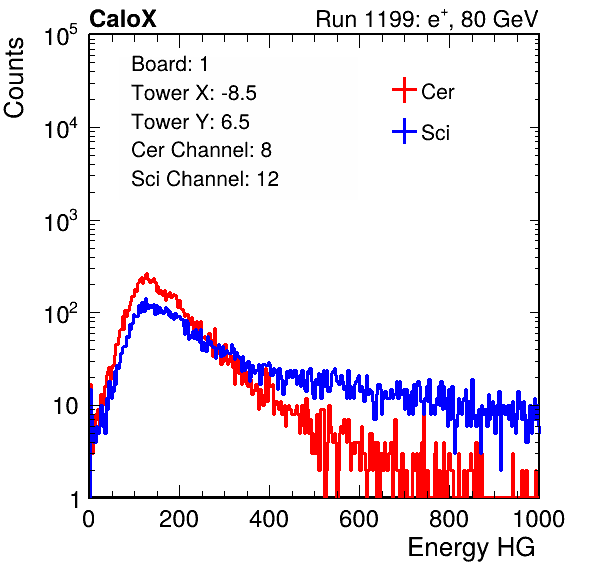 CaloX Run 1199: e⁺, 80 GeV
Counts
Board: 1
Tower X: -8.5
Tower Y: 6.5
Cer Channel: 8
Sci Channel: 12
Cer
Sci
10⁵
10⁴
10³
10²
10
1
0 200 400 600 800 1000
Energy HG